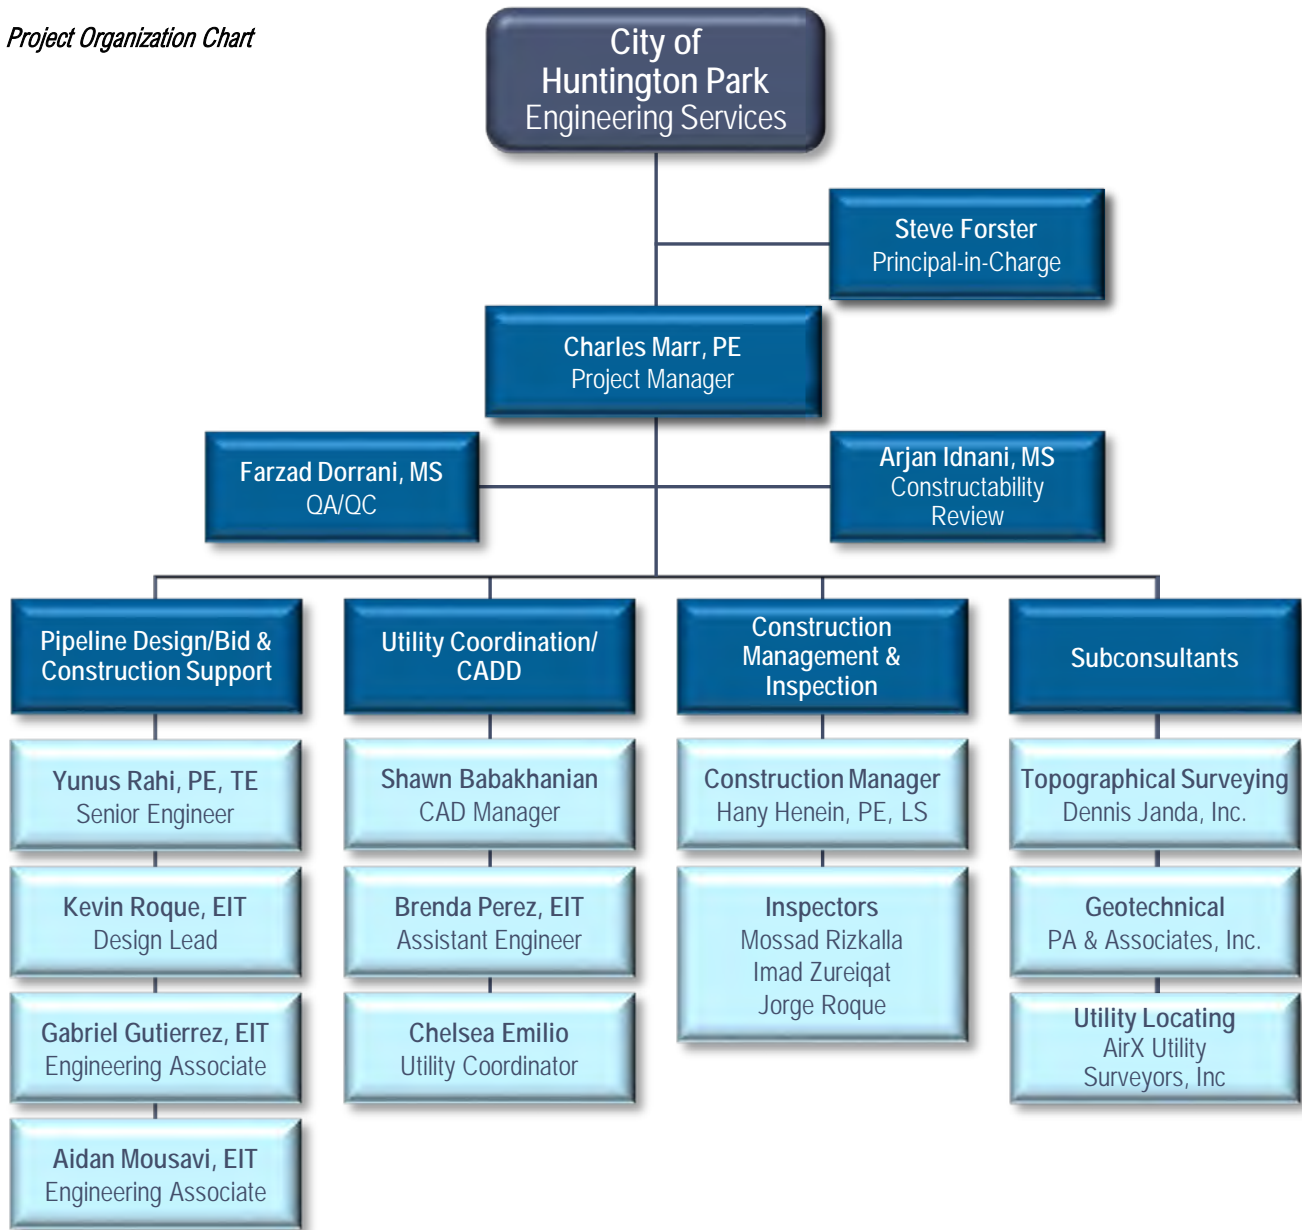 Project Organization Chart
City of
Huntington Park
Engineering Services
Steve Forster
Principal-in-Charge
Charles Marr, PE
Project Manager
Farzad Dorrani, MS
QA/QC
Arjan Idnani, MS
Constructability
Review
Pipeline Design/Bid &
Construction Support
Yunus Rahi, PE, TE
Senior Engineer
Kevin Roque, EIT
Design Lead
Gabriel Gutierrez, EIT
Engineering Associate
Aidan Mousavi, EIT
Engineering Associate
Utility Coordination/
CADD
Shawn Babakhanian
CAD Manager
Brenda Perez, EIT
Assistant Engineer
Chelsea Emilio
Utility Coordinator
Construction
Management &
Inspection
Construction Manager
Hany Henein, PE, LS
Inspectors
Mossad Rizkalla
Imad Zureiqat
Jorge Roque
Subconsultants
Topographical Surveying
Dennis Janda, Inc.
Geotechnical
PA & Associates, Inc.
Utility Locating
AirX Utility
Surveyors, Inc